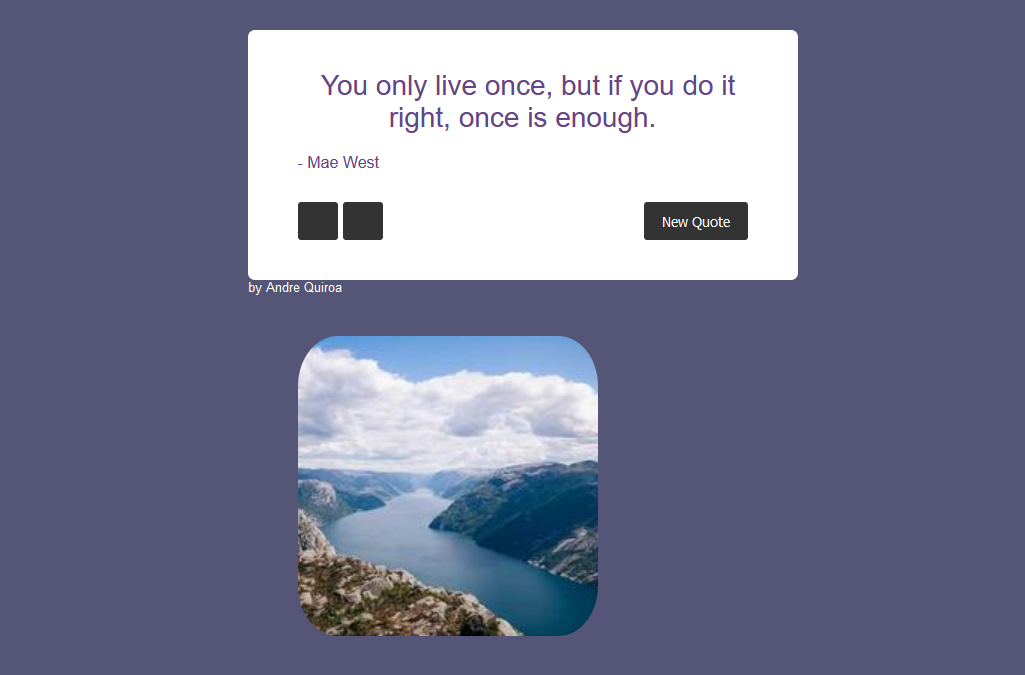 You only live once, but if you do it
right, once is enough.
- Mae West
New Quote
by Andre Quiroa